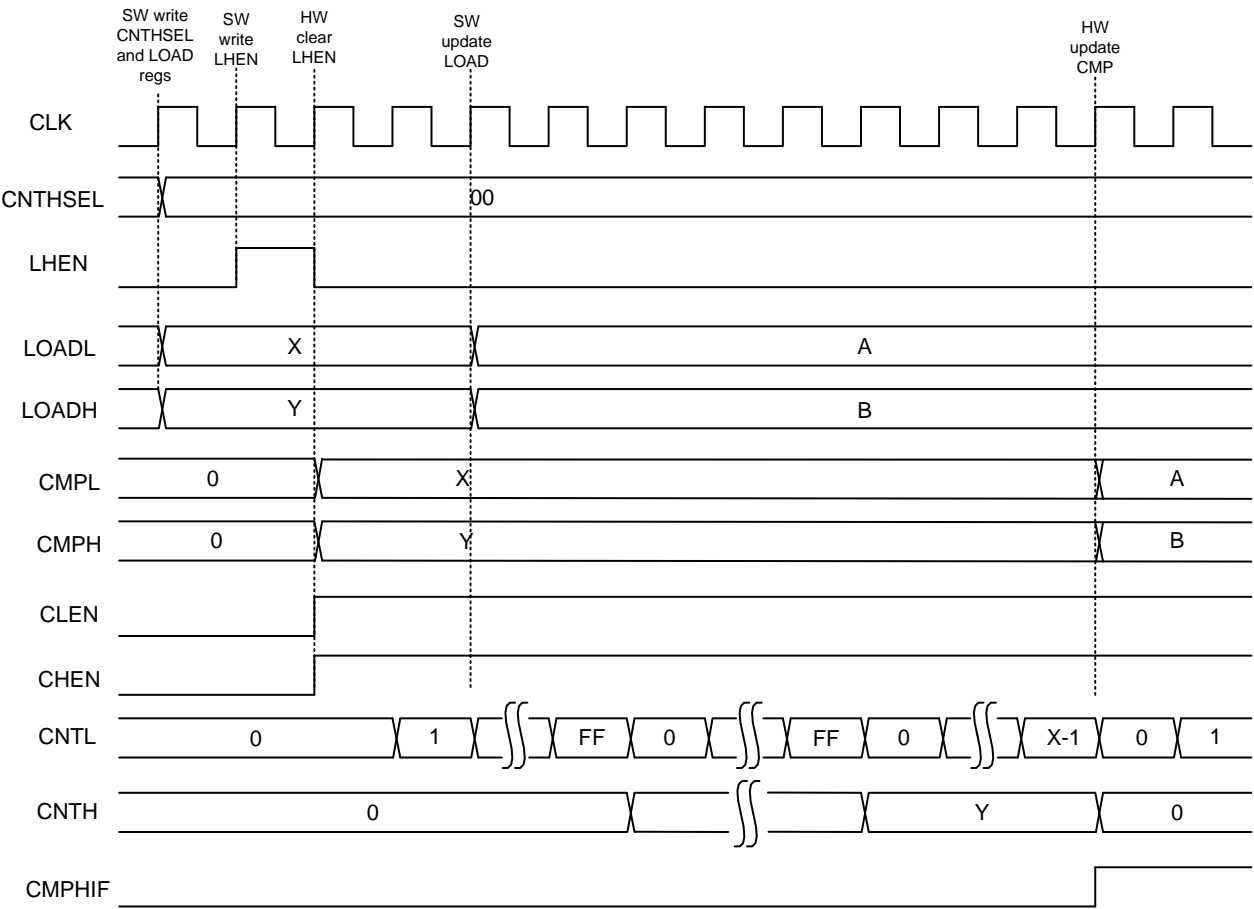 SW write
CNTHSEL
and LOAD
regs
SW
write
LHEN
HW
clear
LHEN
SW
update
LOAD
HW
update
CMP
CLK
CNTHSEL 00
LHEN
LOADL X A
LOADH Y B
CMPL 0 X A
CMPH 0 Y B
CLEN
CHEN
CNTL 0 1 FF 0 FF 0 X-1 0 1
CNTH 0 Y 0
CMPHIF